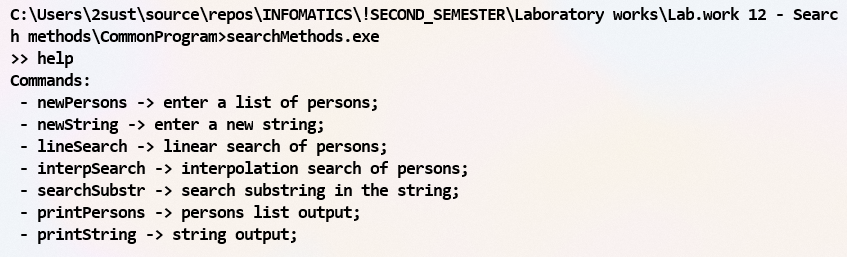 C:\Users\2sust\source\repos\INFOMATICS\!SECOND_SEMESTER\Laboratory works\Lab.work 12 - Searc
h methods\CommonProgram>searchMethods.exe
>> help
Commands:
 - newPersons -> enter a list of persons;
 - newString -> enter a new string;
 - lineSearch -> linear search of persons;
 - interpSearch -> interpolation search of persons;
 - searchSubstr -> search substring in the string;
 - printPersons -> persons list output;
 - printString -> string output;